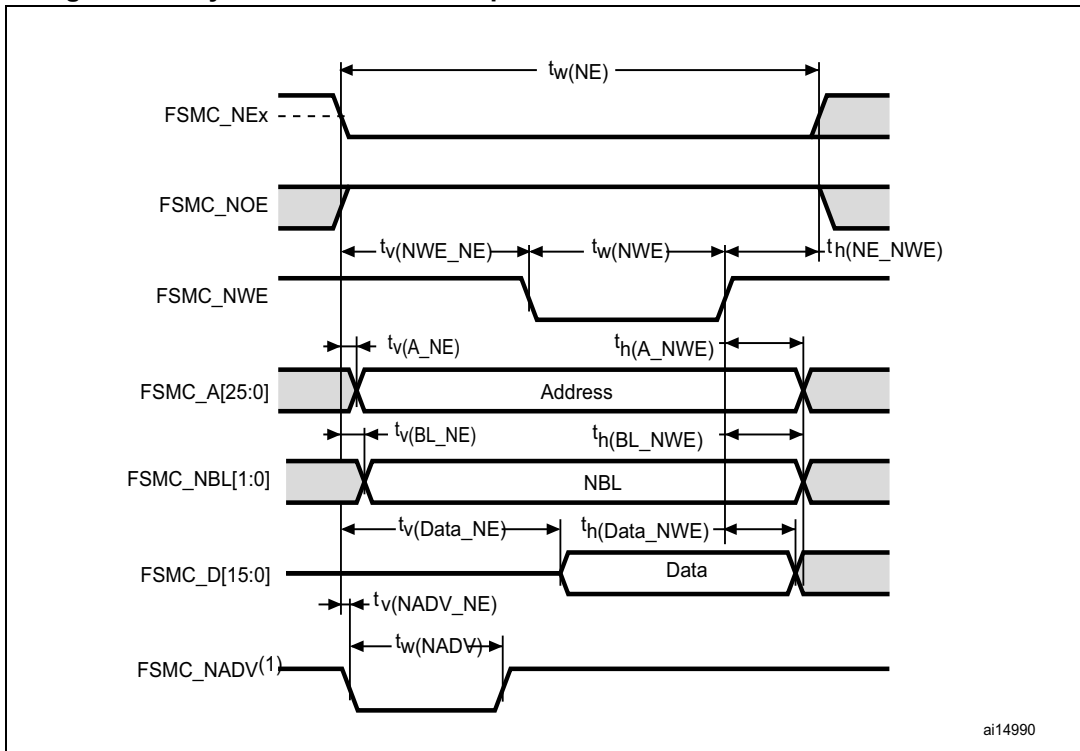 tw(NE)
FSMC_NEx
FSMC_NOE
tv(NWE_NE)
tw(NWE)
th(NE_NWE)
FSMC_NWE
tv(A_NE)
th(A_NWE)
FSMC_A[25:0]
Address
tv(BL_NE)
th(BL_NWE)
FSMC_NBL[1:0]
NBL
tv(Data_NE)
th(Data_NWE)
FSMC_D[15:0]
Data
tv(NADV_NE)
tw(NADV)
FSMC_NADV(1)
ai14990